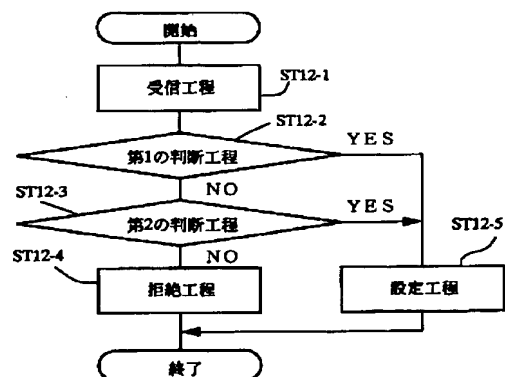 開始
受信工程
ST12-1
ST12-2
第1の判断工程
YES
NO
ST12-3
第2の判断工程
YES
ST12-5
NO
ST12-4
拒絶工程
設定工程
終了